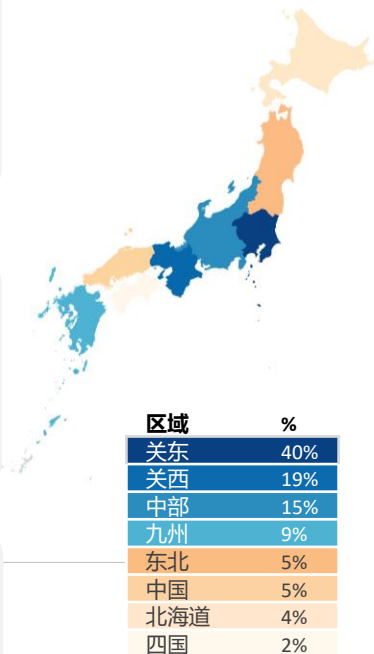 区域 %
关东 40%
关西 19%
中部 15%
九州 9%
东北 5%
中国 5%
北海道 4%
四国 2%